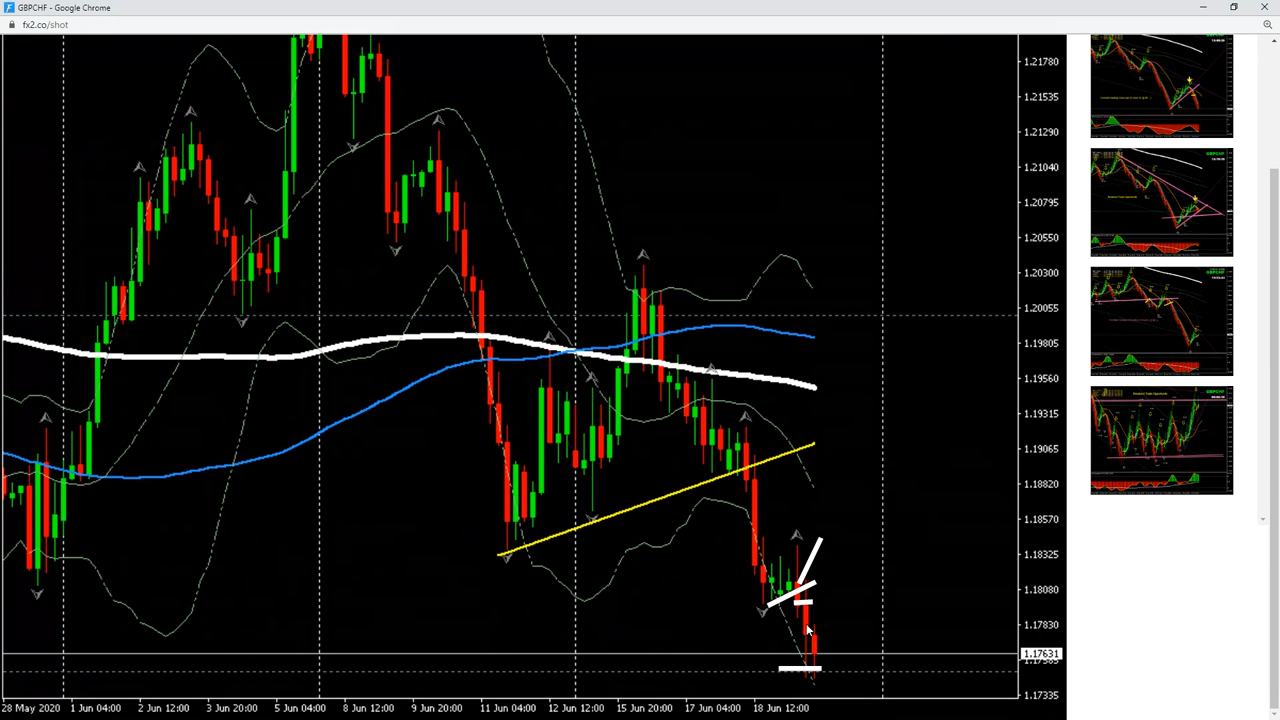 GBPCHF - Google Chrome
fx2.co/shot
1.21780
1.21535
1.21290
1.21040
1.20795
1.20550
1.20300
1.20055
1.19805
1.19560
1.19315
1.19065
1.18820
1.18570
1.18325
1.18080
1.17830
1.17631
1.17335
28 May 2020
1 Jun 04:00
2 Jun 12:00
3 Jun 20:00
5 Jun 04:00
8 Jun 12:00
9 Jun 20:00
11 Jun 04:00
12 Jun 12:00
15 Jun 20:00
17 Jun 04:00
18 Jun 12:00
GBPCHF
GBPCHF
GBPCHF
GBPCHF